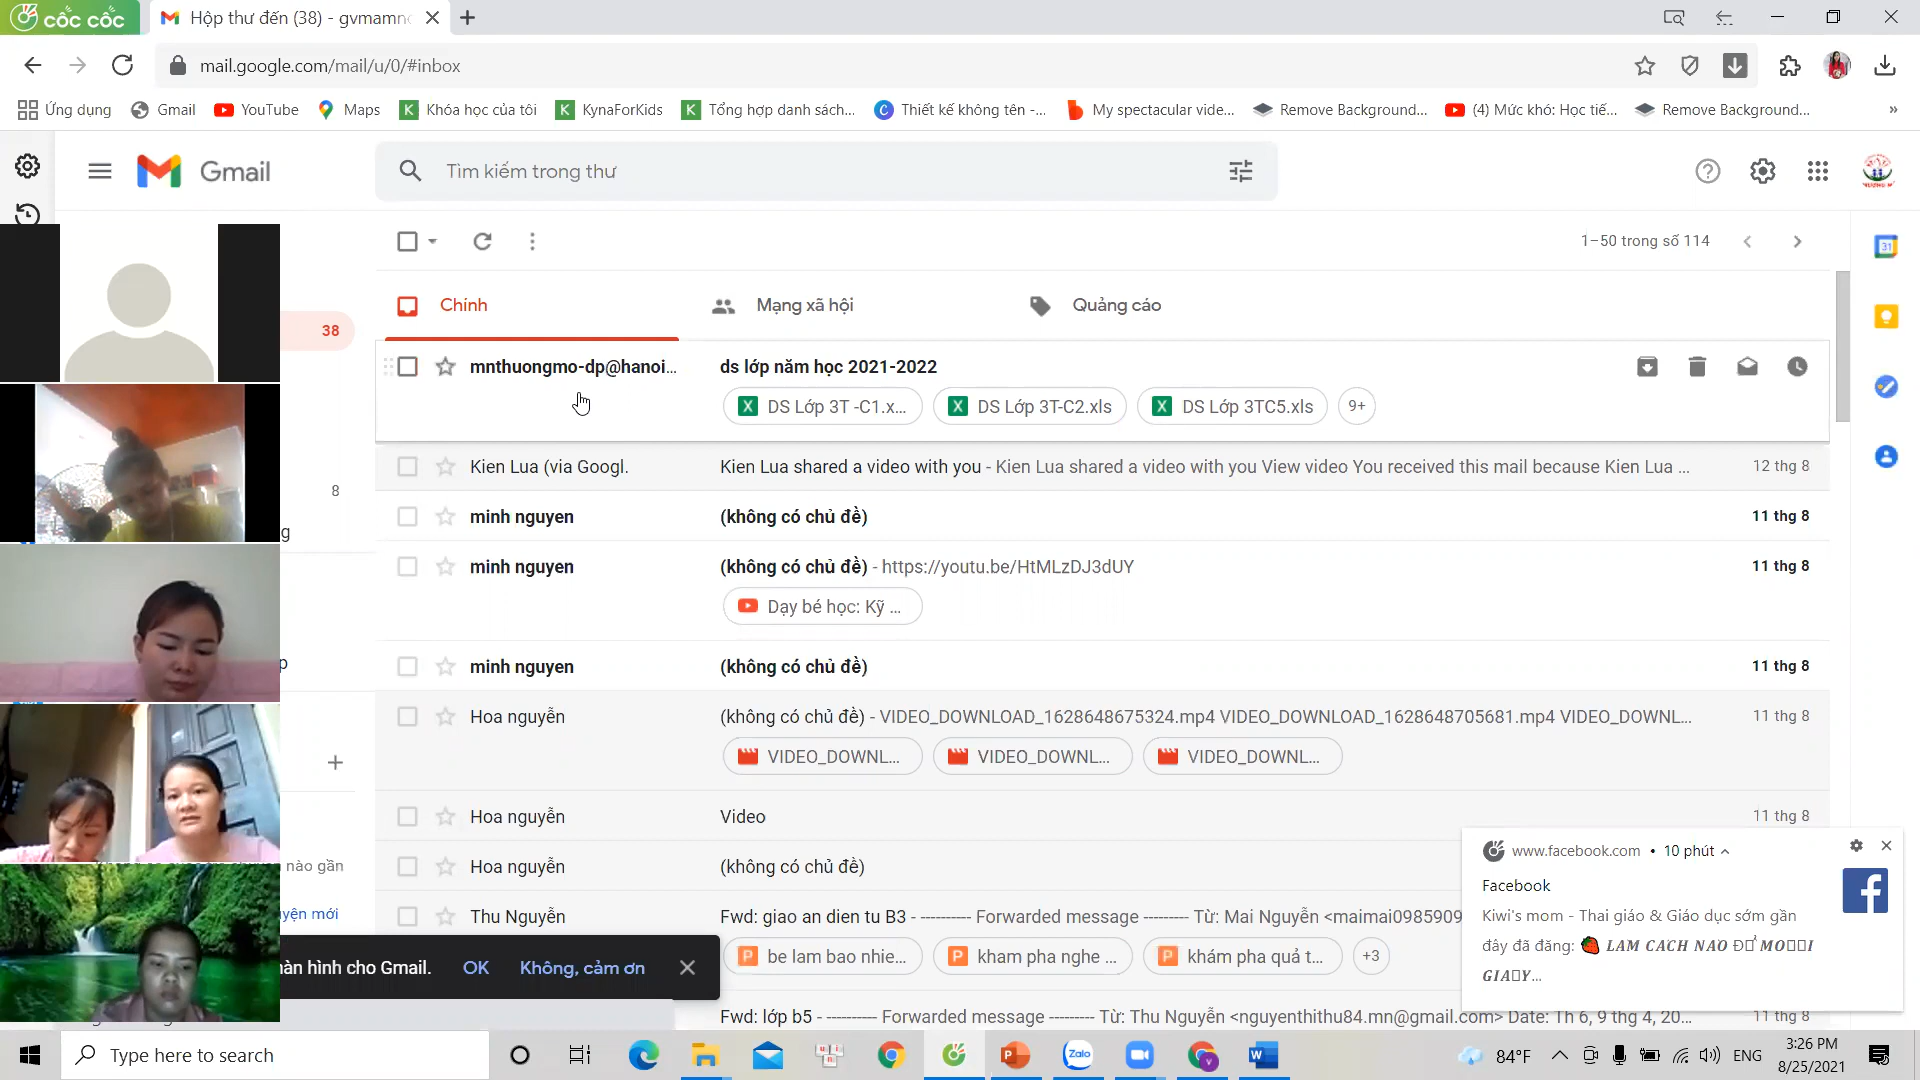 cốc cốc
Hộp thư đến (38) - gvmamn
mail.google.com/mail/u/0/#inbox
Ứng dụng
Gmail
YouTube
Maps
Khóa học của tôi
KynaForKids
Tổng hợp danh sách...
Thiết kế không tên -...
My spectacular vide...
Remove Background...
(4) Mức khó: Học tiế...
Remove Background...
»
Gmail
Tìm kiếm trong thư
1–50 trong số 114
38
Chính
Mạng xã hội
Quảng cáo
mnthuongmo-dp@hanoi...
ds lớp năm học 2021-2022
DS Lớp 3T -C1.x...
DS Lớp 3T-C2.xls
DS Lớp 3TC5.xls
9+
Kien Lua (via Googl.
Kien Lua shared a video with you - Kien Lua shared a video with you View video You received this mail because Kien Lua ...
12 thg 8
8
minh nguyen
(không có chủ đề)
11 thg 8
g
minh nguyen
(không có chủ đề) - https://youtu.be/HtMLzDJ3dUY
11 thg 8
Dạy bé học: Kỹ ...
minh nguyen
(không có chủ đề)
11 thg 8
p
Hoa nguyễn
(không có chủ đề) - VIDEO_DOWNLOAD_1628648675324.mp4 VIDEO_DOWNLOAD_1628648705681.mp4 VIDEO_DOWNL...
11 thg 8
VIDEO_DOWNL...
VIDEO_DOWNL...
VIDEO_DOWNL...
Hoa nguyễn
Video
11 thg 8
Hoa nguyễn
(không có chủ đề)
nào gần
yện mới
Thu Nguyễn
Fwd: giao an dien tu B3 - ---------- Forwarded message --------- Từ: Mai Nguyễn <maimai0985909
be lam bao nhie...
kham pha nghe ...
khám phá quả t...
+3
àn hình cho Gmail.
OK
Không, cảm ơn
Fwd: lớp b5 - ---------- Forwarded message --------- Từ: Thu Nguyễn <nguyenthithu84.mn@gmail.com> Date: Th 6, 9 thg 4, 20...
11 thg 8
www.facebook.com • 10 phút
Facebook
Kiwi's mom - Thai giáo & Giáo dục sớm gần
đây đã đăng:
Type here to search
Zalo
84°F
ENG
3:26 PM
8/25/2021